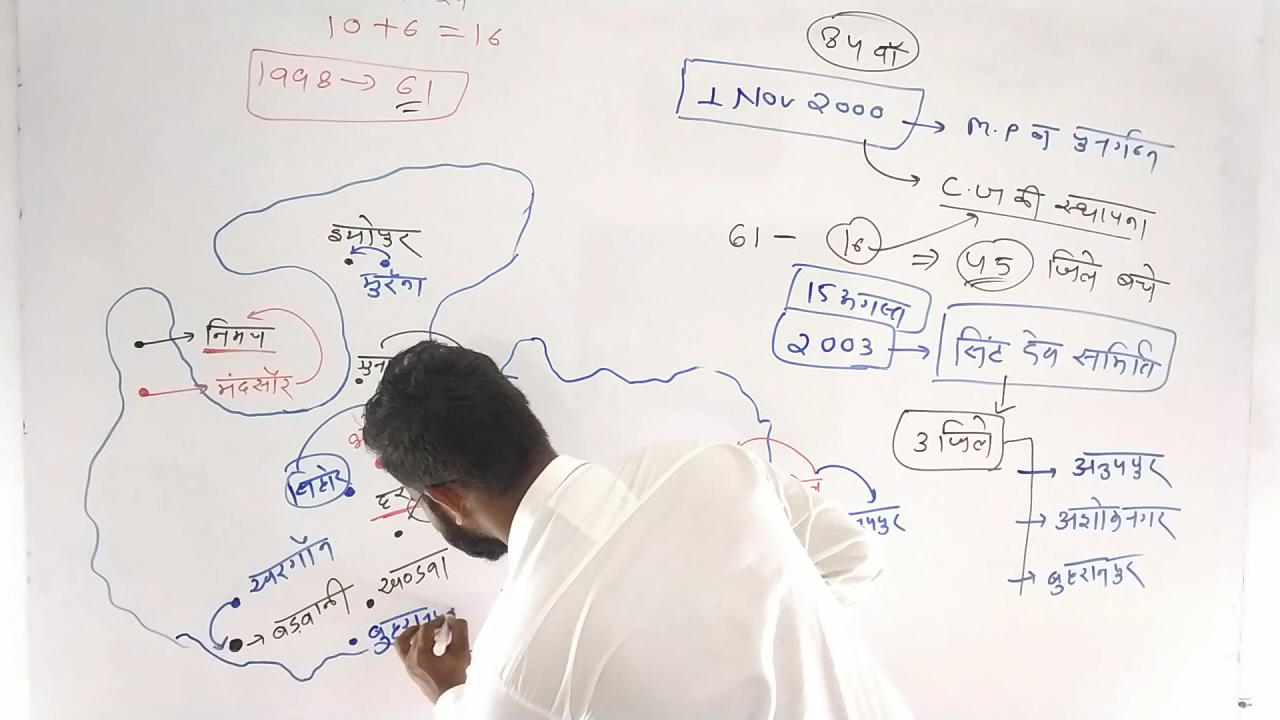 10 + 6 = 16
1998 → 61
84 वाँ
1 Nov 2000
M.P का पुनर्गठन
C.G की स्थापना
61 - 16 ⇒ 45 जिले बचे
15 अगस्त
2003 → सिंह देव समिति
3 जिले
→ अनुपपुर
→ अशोकनगर
→ बुहरानपुर
श्योपुर
मुरैना
→ निमच
→ मंदसौर
सिहोर
खरगौन
→ बड़वानी
खण्डवा